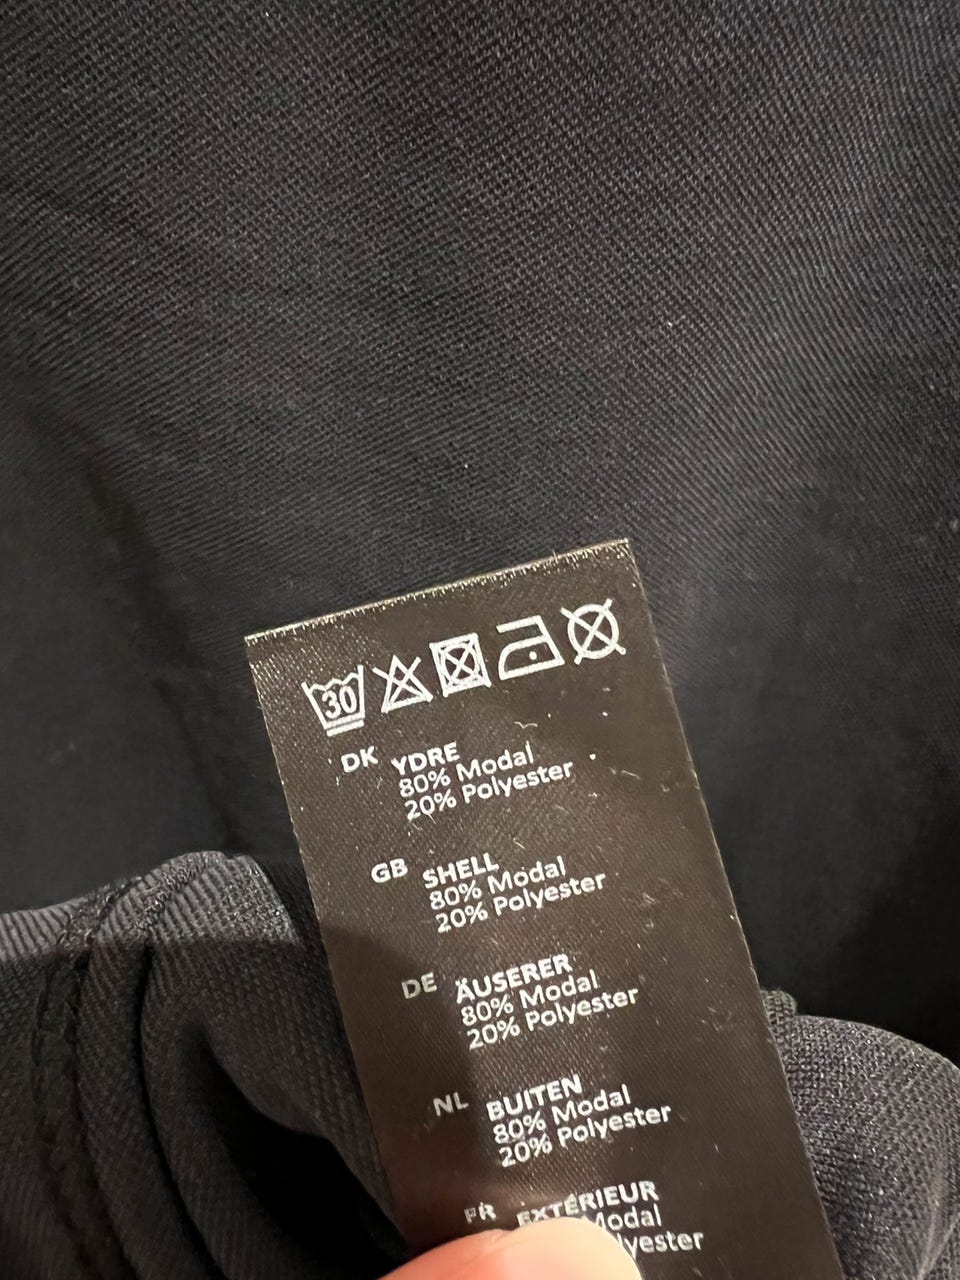 30
DK YDRE
80% Modal
20% Polyester
GB SHELL
80% Modal
20% Polyester
DE ÄUSERER
80% Modal
20% Polyester
NL BUITEN
80% Modal
20% Polyester
FR EXTÉRIEUR
Modal
lyester